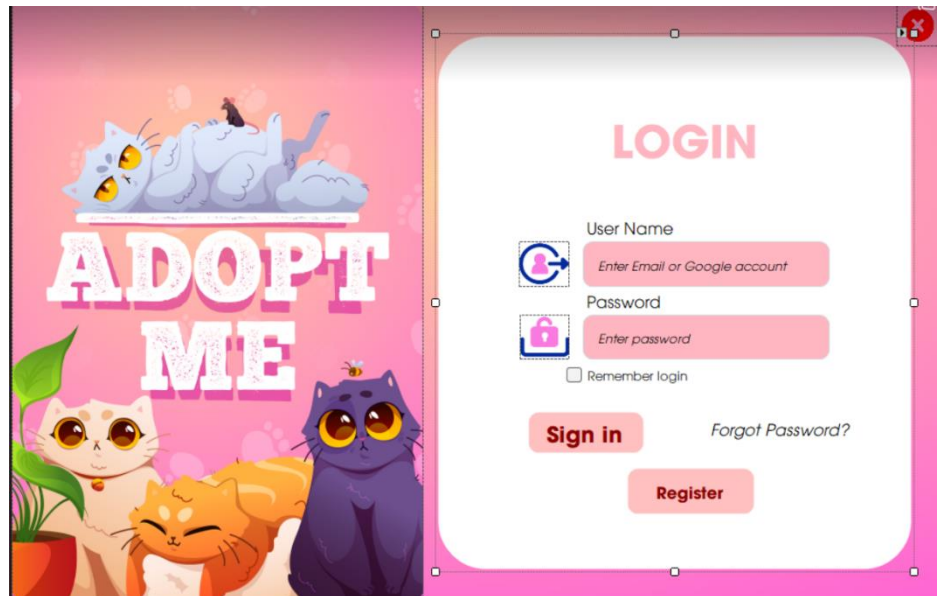 ADOPT
ME
LOGIN
User Name
Enter Email or Google account
Password
Enter password
Remember login
Sign in
Forgot Password?
Register